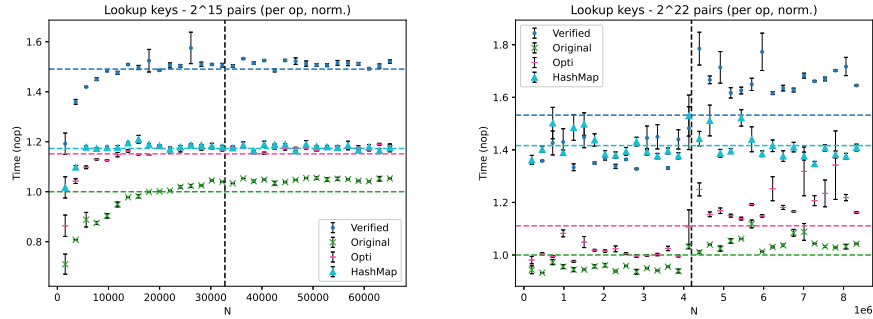 Lookup keys - 2^15 pairs (per op, norm.)
1.6
1.4
1.2
1.0
0.8
Time (nop)
0
10000
20000
30000
40000
50000
60000
N
Verified
Original
Opti
HashMap
Lookup keys - 2^22 pairs (per op, norm.)
1.8
1.6
1.4
1.2
1.0
Time (nop)
0
1
2
3
4
5
6
7
8
1e6
N
Verified
Original
Opti
HashMap